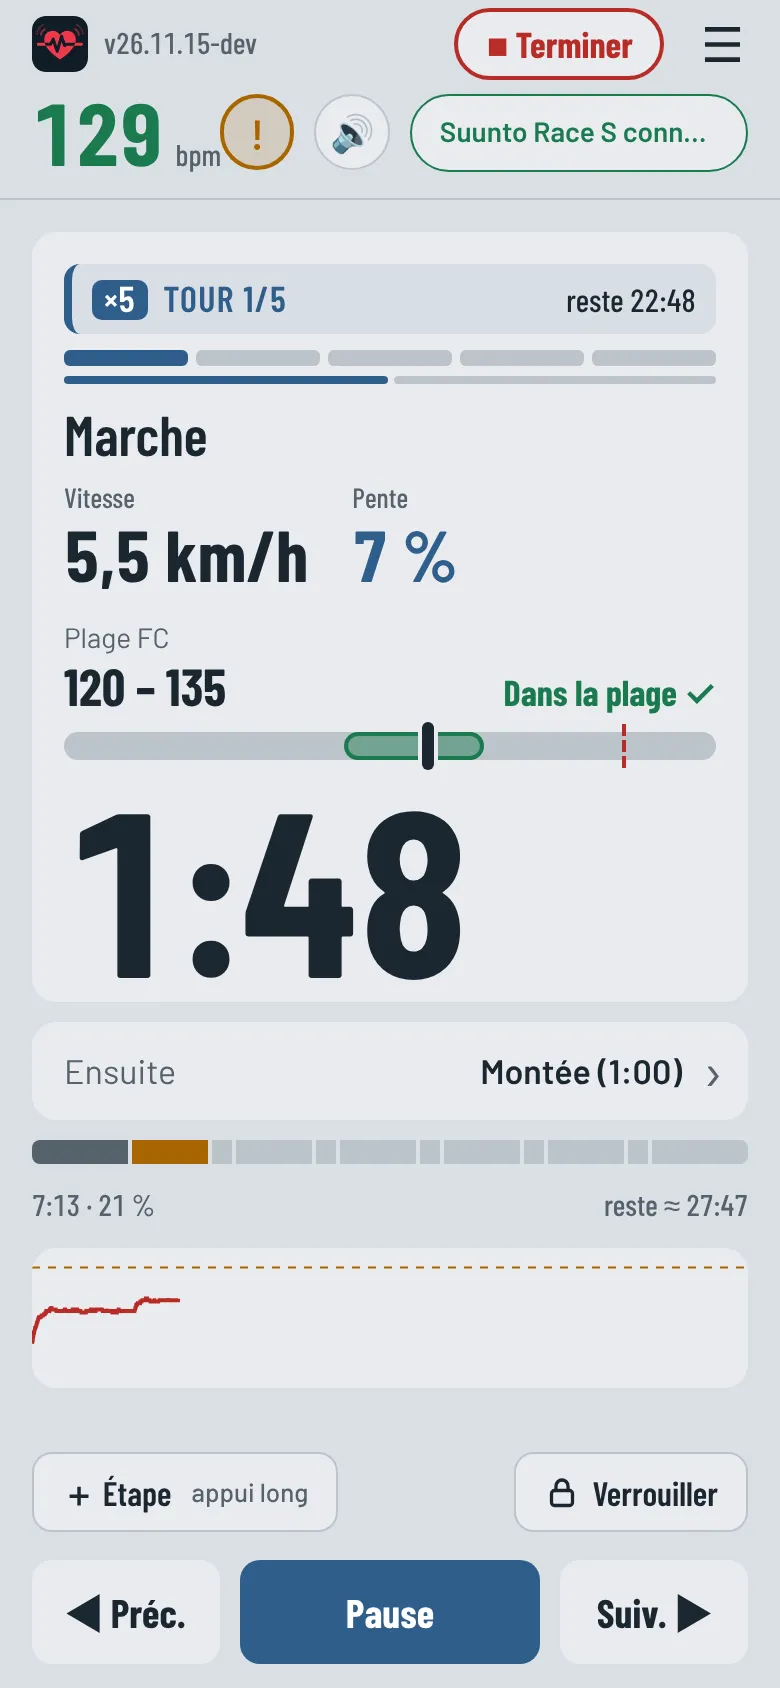 v26.11.15-dev
■ Terminer
129 bpm
!
Suunto Race S conn...
×5 TOUR 1/5
reste 22:48
Marche
Vitesse
Pente
5,5 km/h
7 %
Plage FC
120 – 135
Dans la plage ✓
1:48
Ensuite
Montée (1:00) ›
7:13 · 21 %
reste ≈ 27:47
+ Étape appui long
Verrouiller
◀ Préc.
Pause
Suiv. ▶